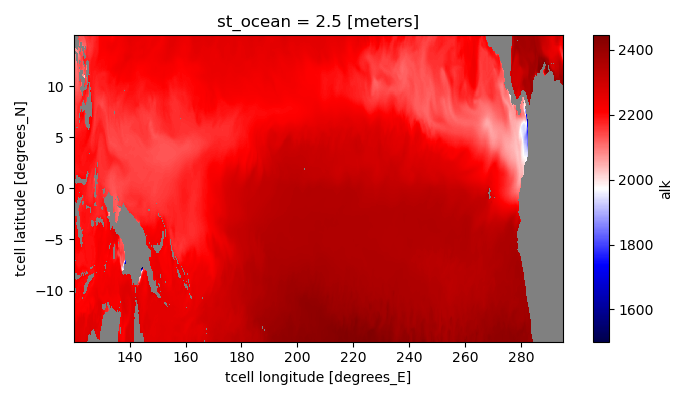 st_ocean = 2.5 [meters]
10
5
0
−5
−10
tcell latitude [degrees_N]
140 160 180 200 220 240 260 280
tcell longitude [degrees_E]
2400
2200
2000
1800
1600
alk